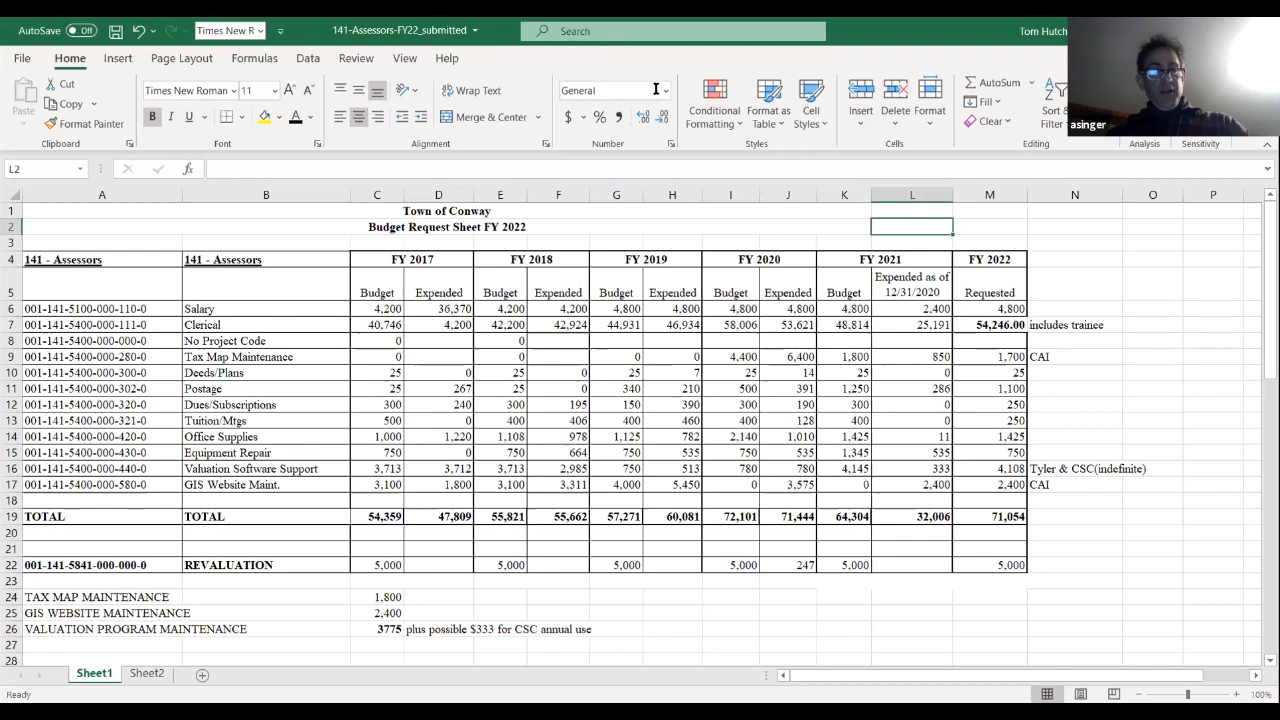 AutoSave Off Times New R 141-Assessors-FY22_submitted Search Tom Hutch
File Home Insert Page Layout Formulas Data Review View Help
Paste Cut Copy Format Painter Clipboard
Times New Roman 11 A A B I U A Font
Wrap Text Merge & Center Alignment
General $ % Number
Conditional Formatting Format as Table Cell Styles Styles
Insert Delete Format Cells
AutoSum Fill Clear Sort Filter Editing
Analysis Sensitivity
asinger
L2 fx
A B C D E F G H I J K L M N O P
1 Town of Conway
2 Budget Request Sheet FY 2022
3
4 141 - Assessors 141 - Assessors FY 2017 FY 2018 FY 2019 FY 2020 FY 2021 FY 2022
5 Budget Expended Budget Expended Budget Expended Budget Expended Budget Expended as of 12/31/2020 Requested
6 001-141-5100-000-110-0 Salary 4,200 36,370 4,200 4,200 4,800 4,800 4,800 4,800 4,800 2,400 4,800
7 001-141-5400-000-111-0 Clerical 40,746 4,200 42,200 42,924 44,931 46,934 58,006 53,621 48,814 25,191 54,246.00 includes trainee
8 001-141-5400-000-000-0 No Project Code 0 0
9 001-141-5400-000-280-0 Tax Map Maintenance 0 0 0 0 4,400 6,400 1,800 850 1,700 CAI
10 001-141-5400-000-300-0 Deeds/Plans 25 0 25 0 25 7 25 14 25 0 25
11 001-141-5400-000-302-0 Postage 25 267 25 0 340 210 500 391 1,250 286 1,100
12 001-141-5400-000-320-0 Dues/Subscriptions 300 240 300 195 150 390 300 190 300 0 250
13 001-141-5400-000-321-0 Tuition/Mtgs 500 0 400 406 400 460 400 128 400 0 250
14 001-141-5400-000-420-0 Office Supplies 1,000 1,220 1,108 978 1,125 782 2,140 1,010 1,425 11 1,425
15 001-141-5400-000-430-0 Equipment Repair 750 0 750 664 750 535 750 535 1,345 535 750
16 001-141-5400-000-440-0 Valuation Software Support 3,713 3,712 3,713 2,985 750 513 780 780 4,145 333 4,108 Tyler & CSC(indefinite)
17 001-141-5400-000-580-0 GIS Website Maint. 3,100 1,800 3,100 3,311 4,000 5,450 0 3,575 0 2,400 2,400 CAI
18
19 TOTAL TOTAL 54,359 47,809 55,821 55,662 57,271 60,081 72,101 71,444 64,304 32,006 71,054
20
21
22 001-141-5841-000-000-0 REVALUATION 5,000 5,000 5,000 5,000 247 5,000 5,000
23
24 TAX MAP MAINTENANCE 1,800
25 GIS WEBSITE MAINTENANCE 2,400
26 VALUATION PROGRAM MAINTENANCE 3775 plus possible $333 for CSC annual use
27
28
Sheet1 Sheet2
Ready 100%